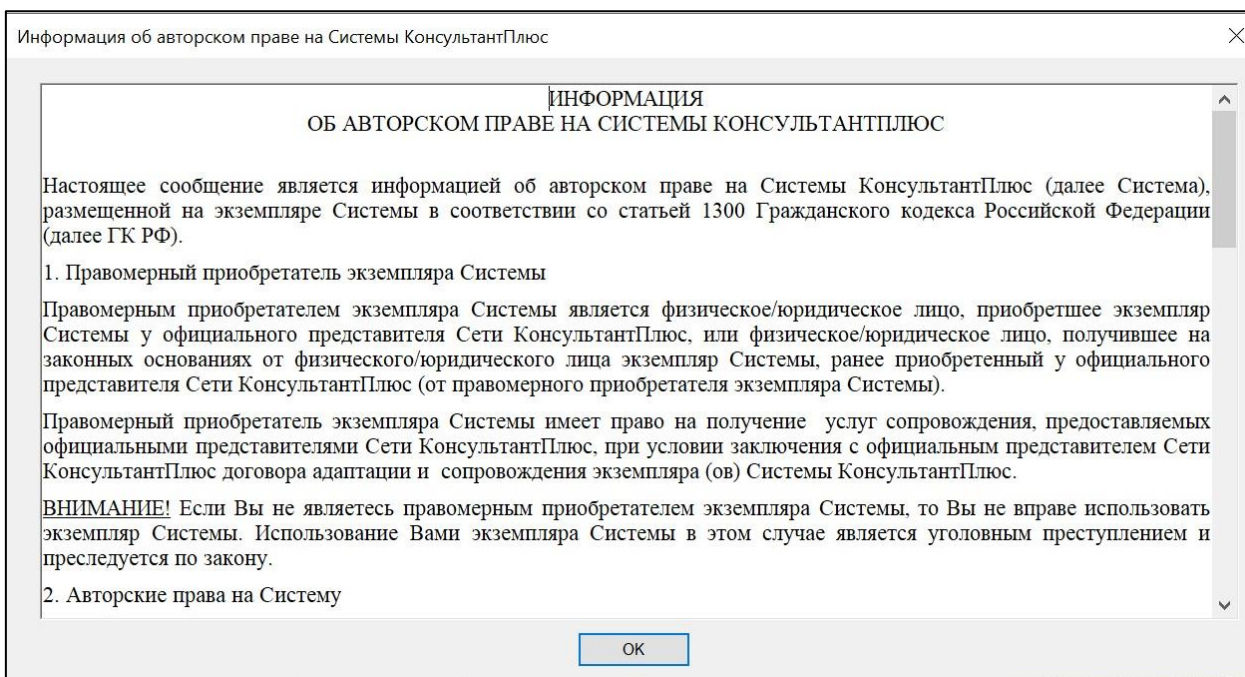 Информация об авторском праве на Системы КонсультантПлюс
ИНФОРМАЦИЯ
ОБ АВТОРСКОМ ПРАВЕ НА СИСТЕМЫ КОНСУЛЬТАНТПЛЮС
Настоящее сообщение является информацией об авторском праве на Системы КонсультантПлюс (далее Система),
размещенной на экземпляре Системы в соответствии со статьей 1300 Гражданского кодекса Российской Федерации
(далее ГК РФ).
1. Правомерный приобретатель экземпляра Системы
Правомерным приобретателем экземпляра Системы является физическое/юридическое лицо, приобретшее экземпляр
Системы у официального представителя Сети КонсультантПлюс, или физическое/юридическое лицо, получившее на
законных основаниях от физического/юридического лица экземпляр Системы, ранее приобретенный у официального
представителя Сети КонсультантПлюс (от правомерного приобретателя экземпляра Системы).
Правомерный приобретатель экземпляра Системы имеет право на получение услуг сопровождения, предоставляемых
официальными представителями Сети КонсультантПлюс, при условии заключения с официальным представителем Сети
КонсультантПлюс договора адаптации и сопровождения экземпляра (ов) Системы КонсультантПлюс.
ВНИМАНИЕ! Если Вы не являетесь правомерным приобретателем экземпляра Системы, то Вы не вправе использовать
экземпляр Системы. Использование Вами экземпляра Системы в этом случае является уголовным преступлением и
преследуется по закону.
2. Авторские права на Систему
OK